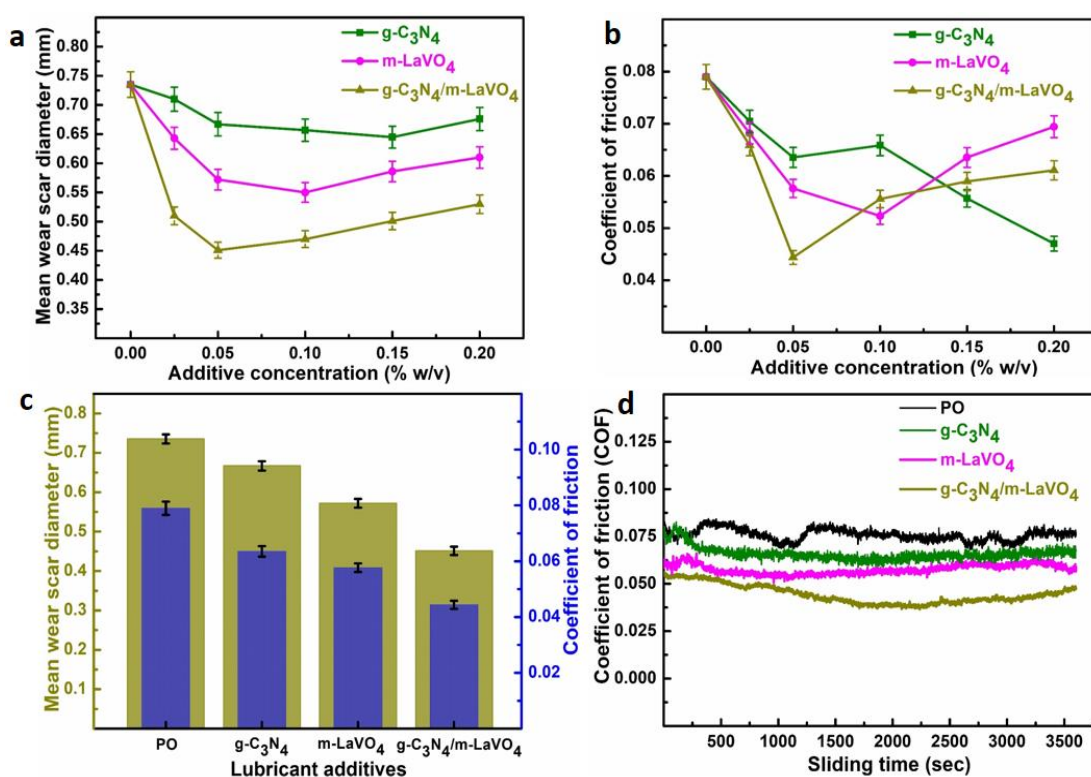 a
g-C₃N₄
m-LaVO₄
g-C₃N₄/m-LaVO₄
Mean wear scar diameter (mm)
0.80
0.75
0.70
0.65
0.60
0.55
0.50
0.45
0.40
0.35
0.00 0.05 0.10 0.15 0.20
Additive concentration (% w/v)
b
g-C₃N₄
m-LaVO₄
g-C₃N₄/m-LaVO₄
Coefficient of friction
0.08
0.07
0.06
0.05
0.04
0.00 0.05 0.10 0.15 0.20
Additive concentration (% w/v)
c
Mean wear scar diameter (mm)
0.8
0.7
0.6
0.5
0.4
0.3
0.2
0.1
Coefficient of friction
0.10
0.08
0.06
0.04
0.02
PO g-C₃N₄ m-LaVO₄ g-C₃N₄/m-LaVO₄
Lubricant additives
d
PO
g-C₃N₄
m-LaVO₄
g-C₃N₄/m-LaVO₄
Coefficient of friction (COF)
0.125
0.100
0.075
0.050
0.025
0.000
500 1000 1500 2000 2500 3000 3500
Sliding time (sec)